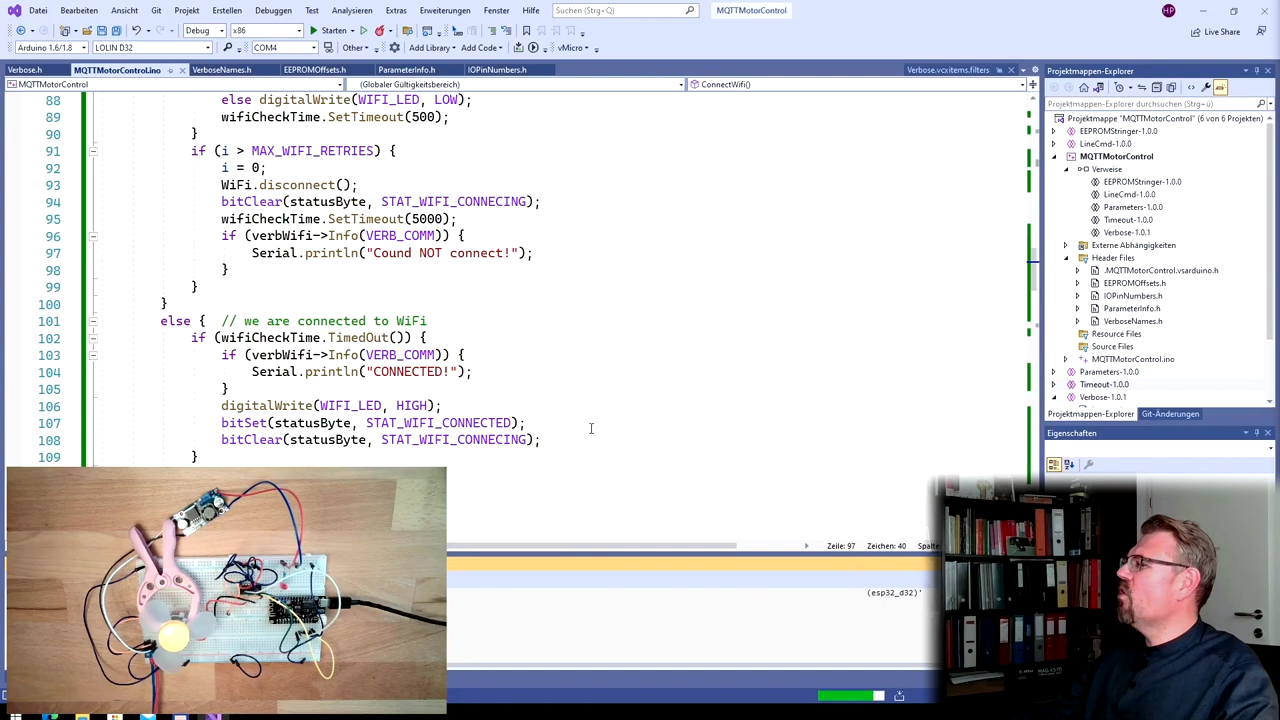 Datei Bearbeiten Ansicht Git Projekt Erstellen Debuggen Test Analysieren Extras Erweiterungen Fenster Hilfe Suchen (Strg+Q) MQTTMotorControl HP
Debug x86 Starten Live Share
Arduino 1.6/1.8 LOLIN D32 COM4 Other Add Library Add Code vMicro
Verbose.h MQTTMotorControl.ino VerboseNames.h EEPROMOffsets.h ParameterInfo.h IOPinNumbers.h Verbose.vcxitems.filters
MQTTMotorControl (Globaler Gültigkeitsbereich) ConnectWifi()
88 else digitalWrite(WIFI_LED, LOW);
89 wifiCheckTime.SetTimeout(500);
90 }
91 if (i > MAX_WIFI_RETRIES) {
92 i = 0;
93 WiFi.disconnect();
94 bitClear(statusByte, STAT_WIFI_CONNECING);
95 wifiCheckTime.SetTimeout(5000);
96 if (verbWifi->Info(VERB_COMM)) {
97 Serial.println("Cound NOT connect!");
98 }
99 }
100 }
101 else { // we are connected to WiFi
102 if (wifiCheckTime.TimedOut()) {
103 if (verbWifi->Info(VERB_COMM)) {
104 Serial.println("CONNECTED!");
105 }
106 digitalWrite(WIFI_LED, HIGH);
107 bitSet(statusByte, STAT_WIFI_CONNECTED);
108 bitClear(statusByte, STAT_WIFI_CONNECING);
109 }
Zeile: 97 Zeichen: 40 Spalte
(esp32_d32)'
Projektmappen-Explorer
Projektmappen-Explorer durchsuchen (Strg+ü)
Projektmappe "MQTTMotorControl" (6 von 6 Projekten)
EEPROMStringer-1.0.0
LineCmd-1.0.0
MQTTMotorControl
Verweise
EEPROMStringer-1.0.0
LineCmd-1.0.0
Parameters-1.0.0
Timeout-1.0.0
Verbose-1.0.1
Externe Abhängigkeiten
Header Files
.MQTTMotorControl.vsarduino.h
EEPROMOffsets.h
IOPinNumbers.h
ParameterInfo.h
VerboseNames.h
Resource Files
Source Files
MQTTMotorControl.ino
Parameters-1.0.0
Timeout-1.0.0
Verbose-1.0.1
Projektmappen-Explorer Git-Änderungen
Eigenschaften